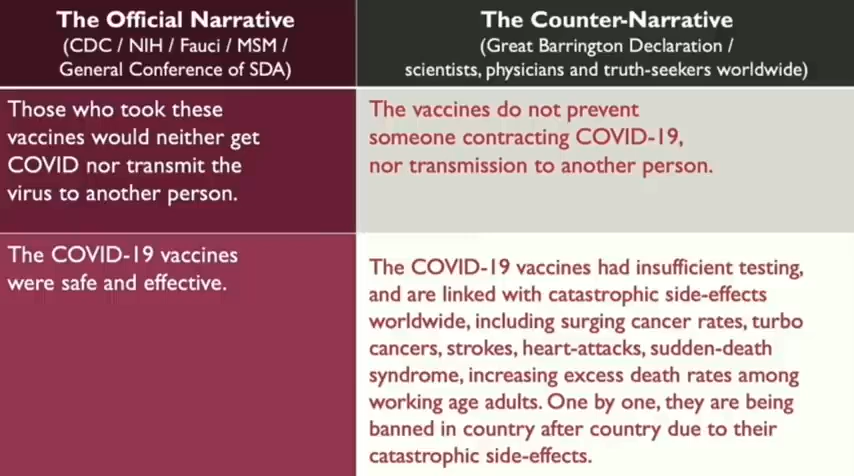 The Official Narrative
(CDC / NIH / Fauci / MSM /
General Conference of SDA)
The Counter-Narrative
(Great Barrington Declaration /
scientists, physicians and truth-seekers worldwide)
Those who took these
vaccines would neither get
COVID nor transmit the
virus to another person.
The vaccines do not prevent
someone contracting COVID-19,
nor transmission to another person.
The COVID-19 vaccines
were safe and effective.
The COVID-19 vaccines had insufficient testing,
and are linked with catastrophic side-effects
worldwide, including surging cancer rates, turbo
cancers, strokes, heart-attacks, sudden-death
syndrome, increasing excess death rates among
working age adults. One by one, they are being
banned in country after country due to their
catastrophic side-effects.